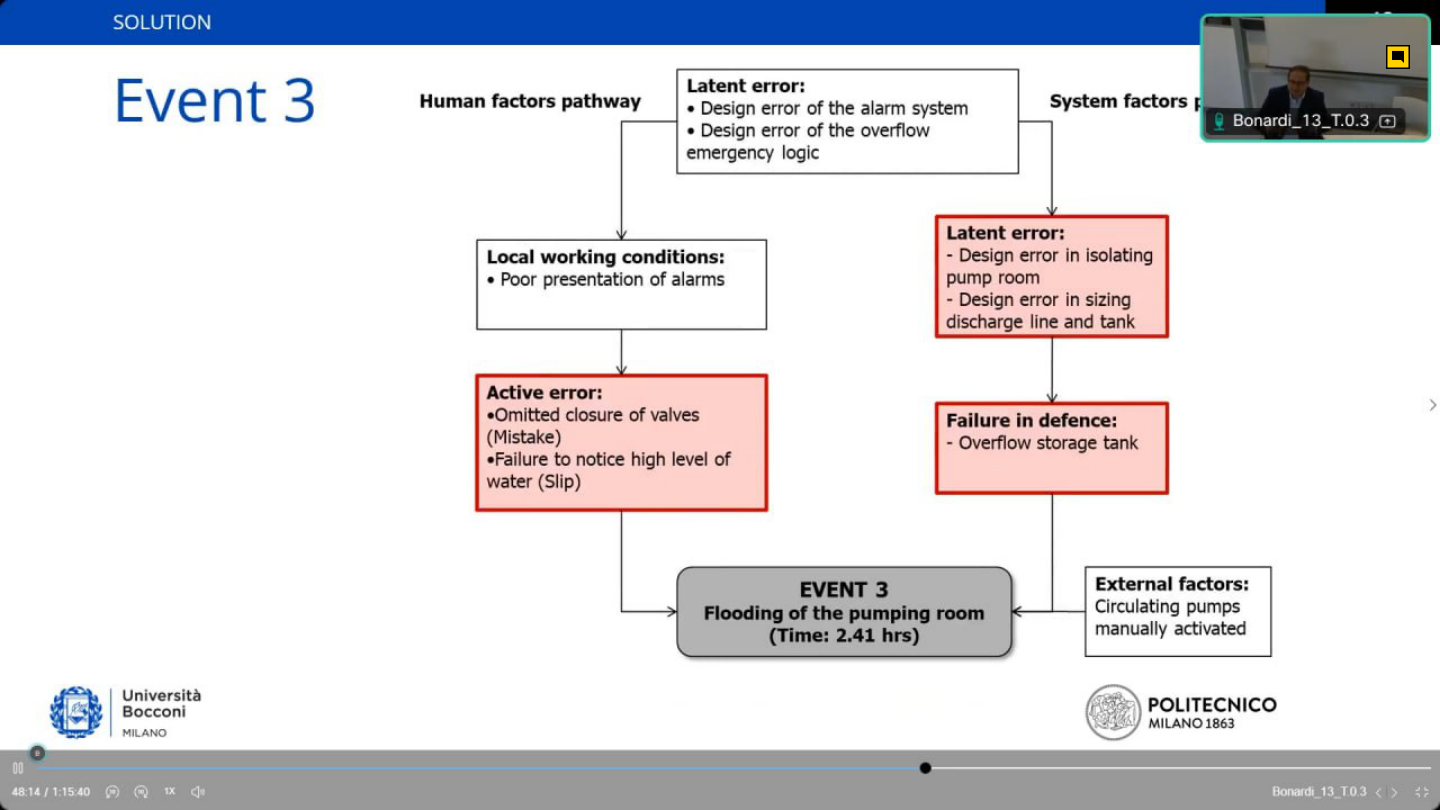 SOLUTION
Event 3
Human factors pathway
Latent error:
• Design error of the alarm system
• Design error of the overflow
emergency logic
System factors
Bonardi_13_T.0.3
Local working conditions:
• Poor presentation of alarms
Latent error:
- Design error in isolating
pump room
- Design error in sizing
discharge line and tank
Active error:
•Omitted closure of valves
(Mistake)
•Failure to notice high level of
water (Slip)
Failure in defence:
- Overflow storage tank
EVENT 3
Flooding of the pumping room
(Time: 2.41 hrs)
External factors:
Circulating pumps
manually activated
Università
Bocconi
MILANO
POLITECNICO
MILANO 1863
48:14 / 1:15:40
1X
Bonardi_13_T.0.3